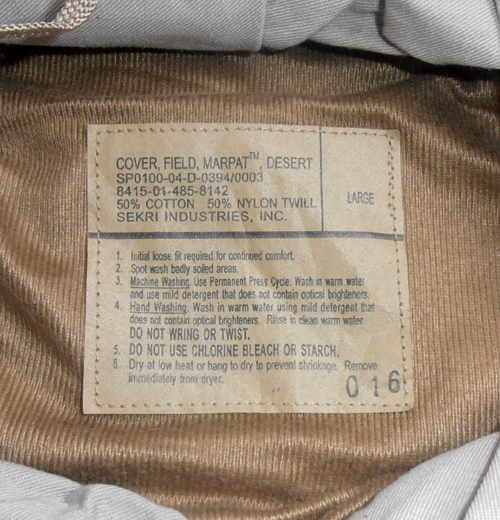 COVER, FIELD, MARPAT™, DESERT
SP0100-04-D-0394/0003
8415-01-485-8142
50% COTTON 50% NYLON TWILL
SEKRI INDUSTRIES, INC.
LARGE
1. Initial loose fit required for continued comfort.
2. Spot wash badly soiled areas.
3. Machine Washing. Use Permanent Press Cycle. Wash in warm water
and use mild detergent that does not contain optical brighteners.
4. Hand Washing. Wash in warm water using mild detergent that
does not contain optical brighteners. Rinse in clean warm water.
DO NOT WRING OR TWIST.
5. DO NOT USE CHLORINE BLEACH OR STARCH.
6. Dry at low heat or hang to dry to prevent shrinkage. Remove
immediately from dryer.
016